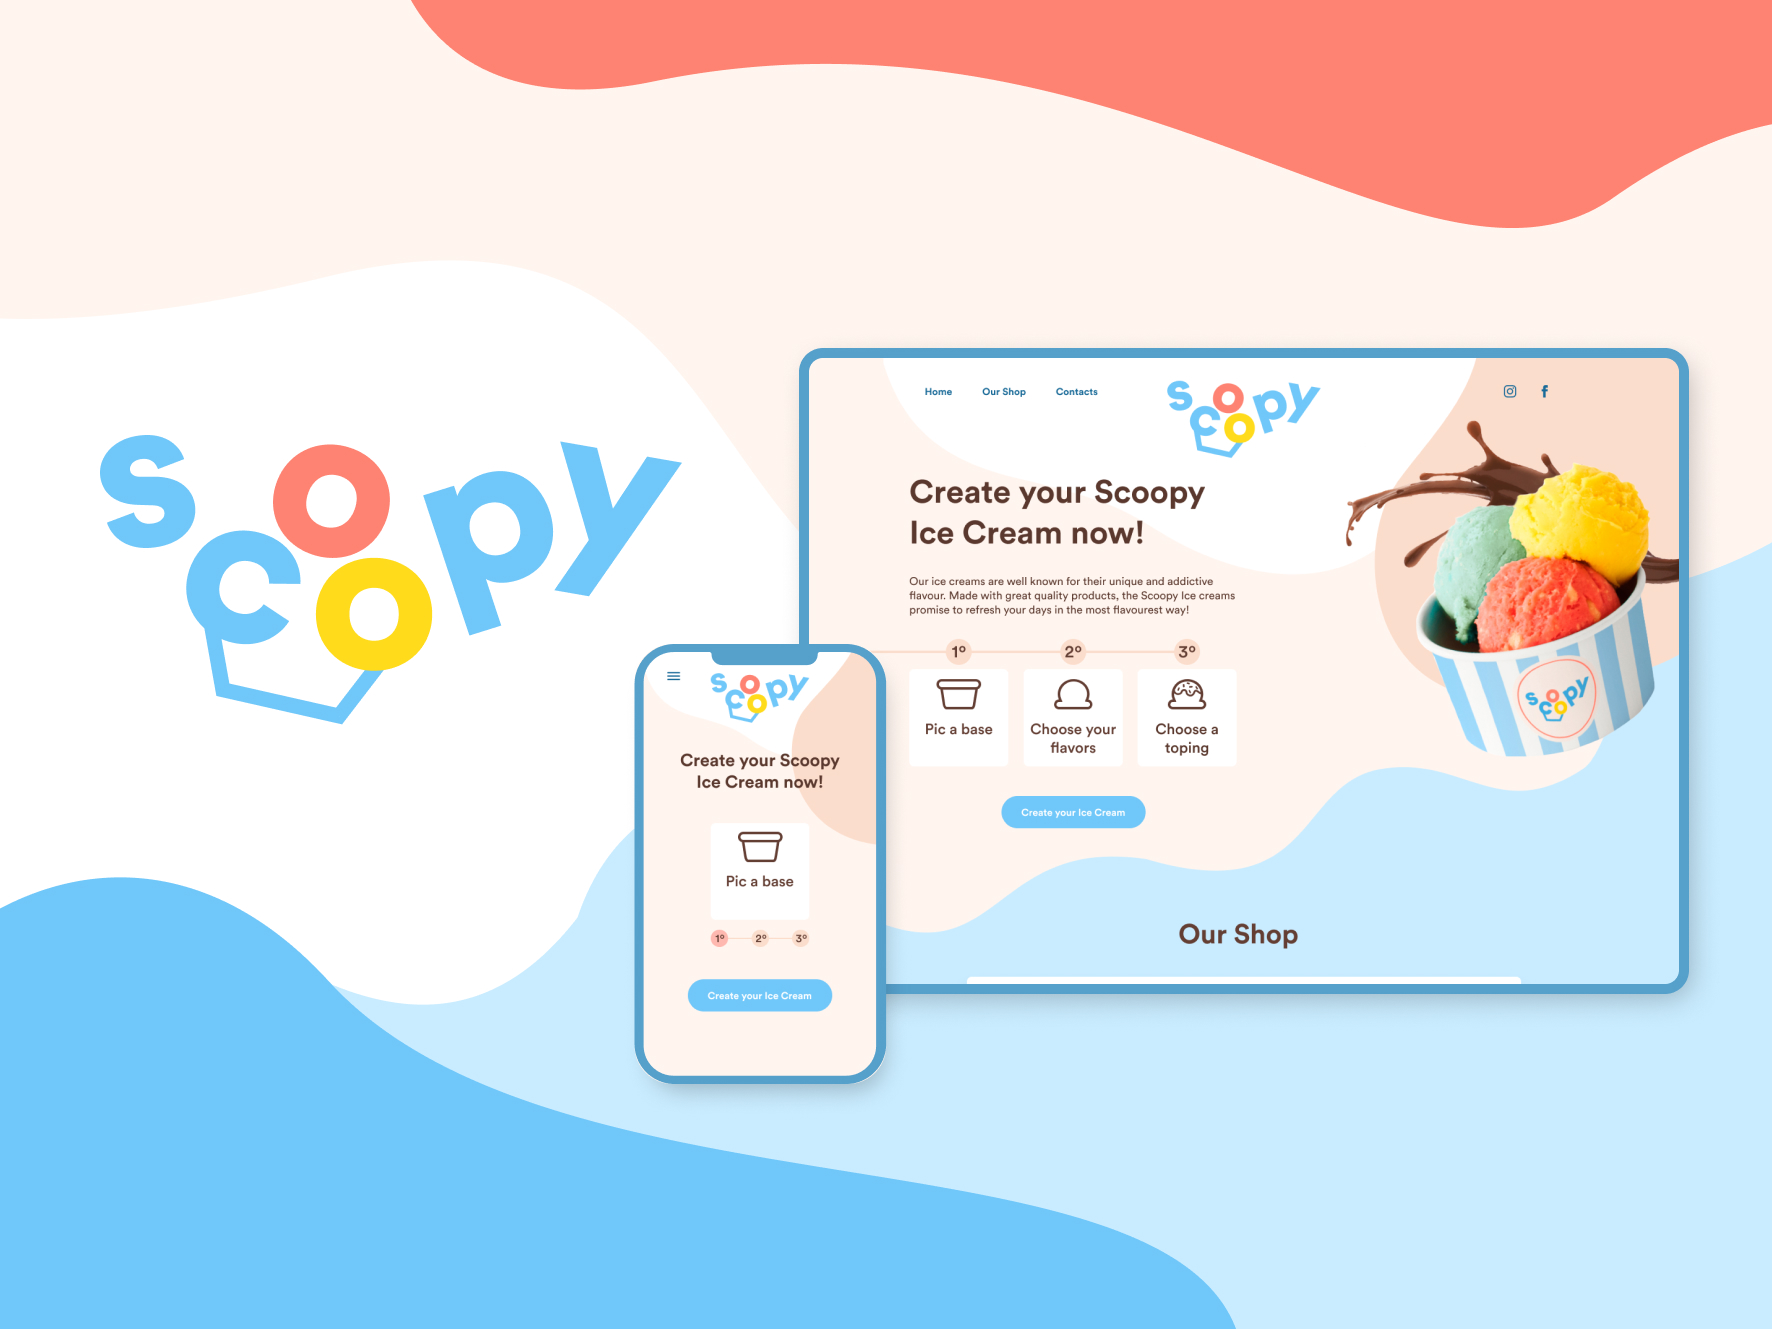 scoopy
Home Our Shop Contacts
scoopy
Create your Scoopy
Ice Cream now!
Our ice creams are well known for their unique and addictive
flavour. Made with great quality products, the Scoopy Ice creams
promise to refresh your days in the most flavourest way!
1º 2º 3º
Pic a base
Choose your
flavors
Choose a
toping
Create your Ice Cream
scoopy
Our Shop
scoopy
Create your Scoopy
Ice Cream now!
Pic a base
1º 2º 3º
Create your Ice Cream